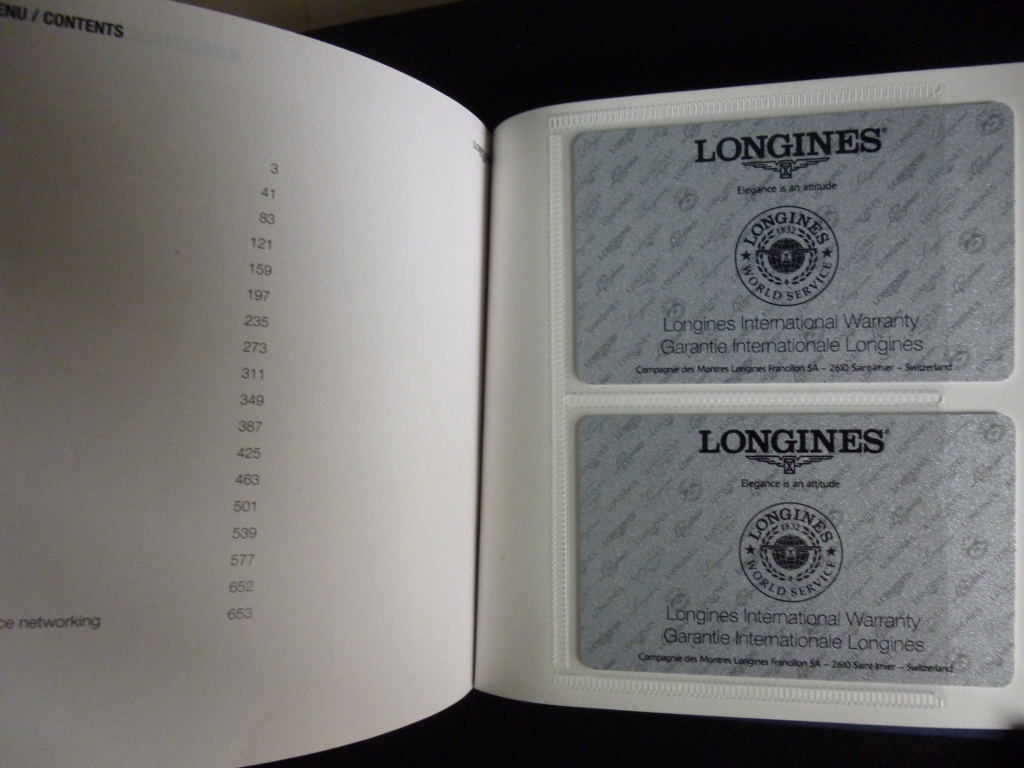 ENU / CONTENTS
3
41
83
121
159
197
235
273
311
349
387
425
463
501
539
577
652
ce networking 653
LONGINES
LONGINES®
Elegance is an attitude
LONGINES
1832
WORLD SERVICE
Longines International Warranty
Garantie Internationale Longines
Compagnie des Montres Longines Francillon SA – 2610 Saint-Imier – Switzerland
LONGINES®
Elegance is an attitude
LONGINES
1832
WORLD SERVICE
Longines International Warranty
Garantie Internationale Longines
Compagnie des Montres Longines Francillon SA – 2610 Saint-Imier – Switzerland